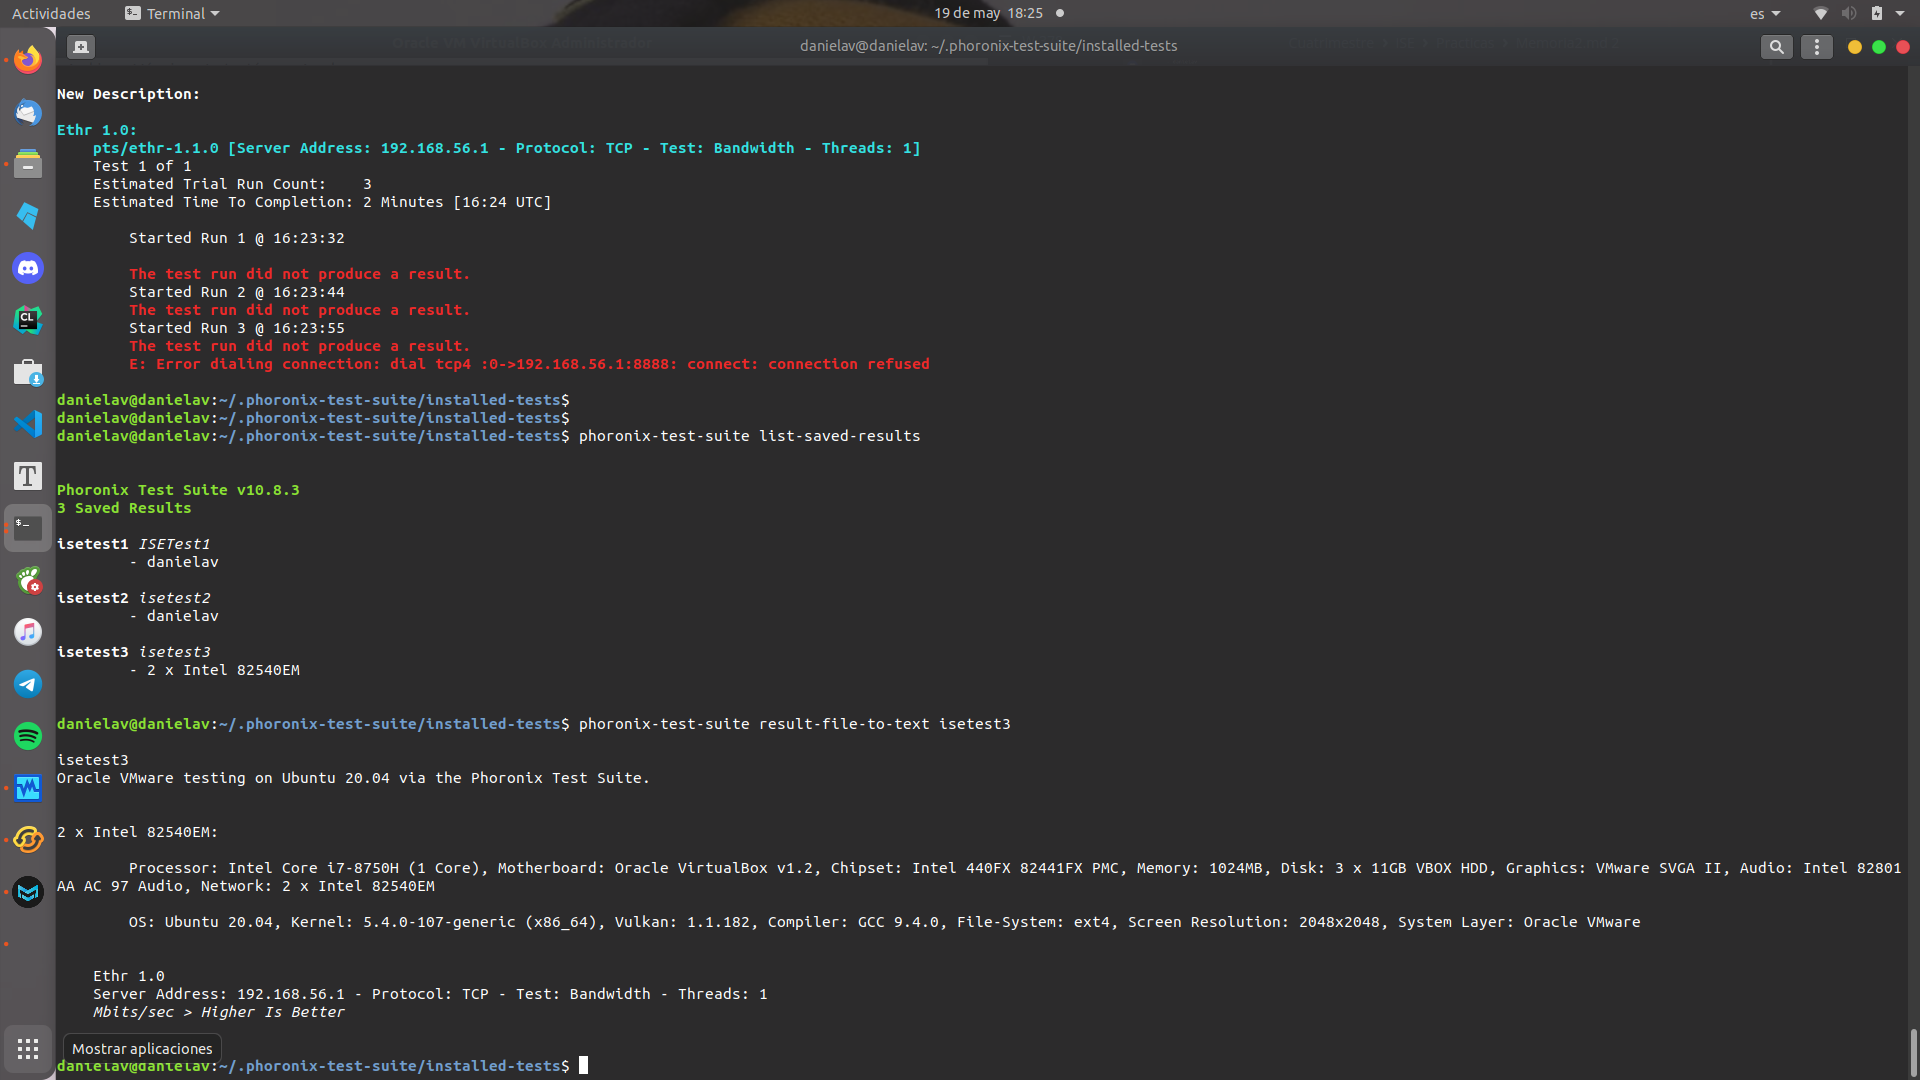 Actividades
Terminal
19 de may 18:25
es
danielav@danielav: ~/.phoronix-test-suite/installed-tests
New Description:
Ethr 1.0:
pts/ethr-1.1.0 [Server Address: 192.168.56.1 - Protocol: TCP - Test: Bandwidth - Threads: 1]
Test 1 of 1
Estimated Trial Run Count: 3
Estimated Time To Completion: 2 Minutes [16:24 UTC]
Started Run 1 @ 16:23:32
The test run did not produce a result.
Started Run 2 @ 16:23:44
The test run did not produce a result.
Started Run 3 @ 16:23:55
The test run did not produce a result.
E: Error dialing connection: dial tcp4 :0->192.168.56.1:8888: connect: connection refused
danielav@danielav:~/.phoronix-test-suite/installed-tests$
danielav@danielav:~/.phoronix-test-suite/installed-tests$
danielav@danielav:~/.phoronix-test-suite/installed-tests$ phoronix-test-suite list-saved-results
Phoronix Test Suite v10.8.3
3 Saved Results
isetest1 ISETest1
- danielav
isetest2 isetest2
- danielav
isetest3 isetest3
- 2 x Intel 82540EM
danielav@danielav:~/.phoronix-test-suite/installed-tests$ phoronix-test-suite result-file-to-text isetest3
isetest3
Oracle VMware testing on Ubuntu 20.04 via the Phoronix Test Suite.
2 x Intel 82540EM:
Processor: Intel Core i7-8750H (1 Core), Motherboard: Oracle VirtualBox v1.2, Chipset: Intel 440FX 82441FX PMC, Memory: 1024MB, Disk: 3 x 11GB VBOX HDD, Graphics: VMware SVGA II, Audio: Intel 82801
AA AC 97 Audio, Network: 2 x Intel 82540EM
OS: Ubuntu 20.04, Kernel: 5.4.0-107-generic (x86_64), Vulkan: 1.1.182, Compiler: GCC 9.4.0, File-System: ext4, Screen Resolution: 2048x2048, System Layer: Oracle VMware
Ethr 1.0
Server Address: 192.168.56.1 - Protocol: TCP - Test: Bandwidth - Threads: 1
Mbits/sec > Higher Is Better
Mostrar aplicaciones
danielav@danielav:~/.phoronix-test-suite/installed-tests$